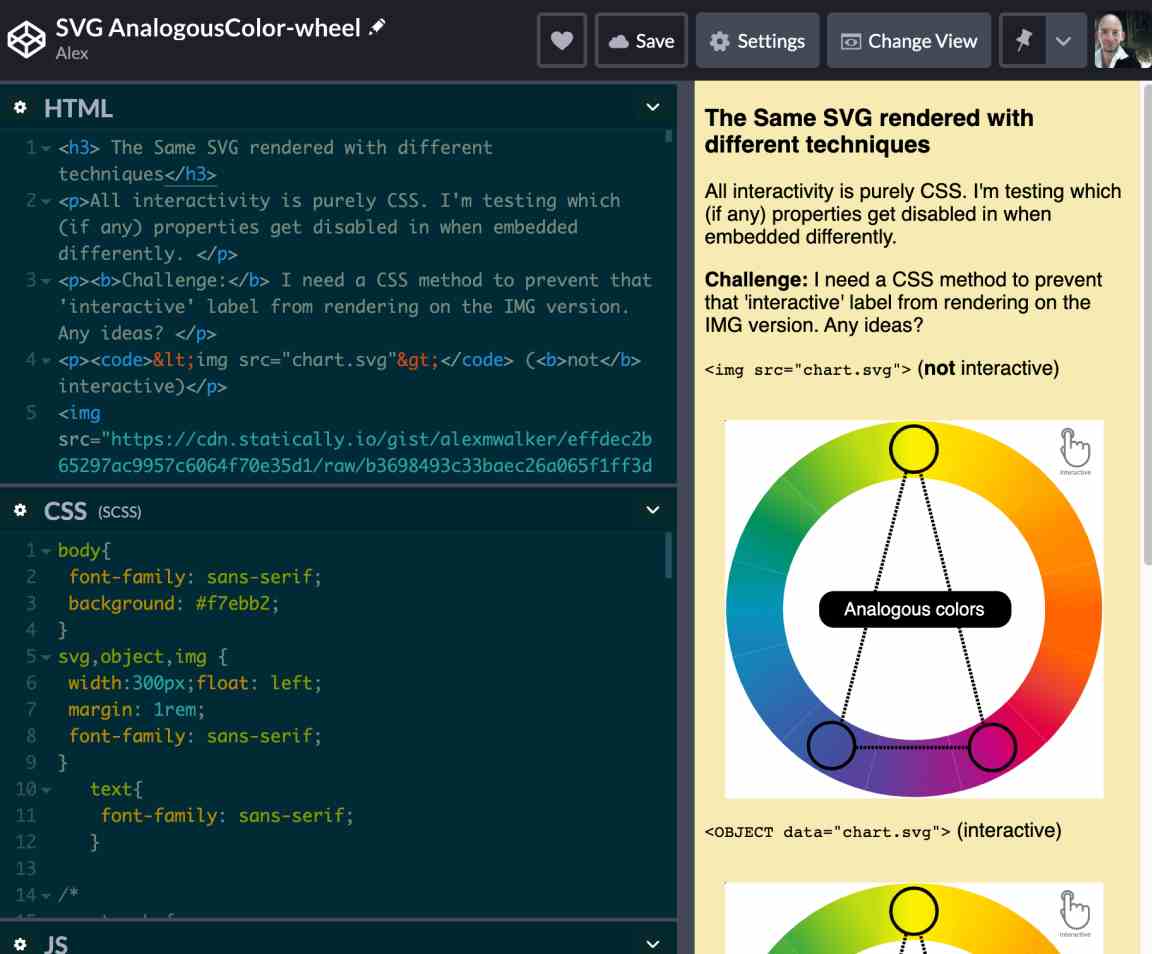 SVG AnalogousColor-wheel
Alex
Save
Settings
Change View
HTML
1 <h3> The Same SVG rendered with different
techniques</h3>
2 <p>All interactivity is purely CSS. I'm testing which
(if any) properties get disabled in when embedded
differently. </p>
3 <p><b>Challenge:</b> I need a CSS method to prevent that
'interactive' label from rendering on the IMG version.
Any ideas? </p>
4 <p><code>&lt;img src="chart.svg"&gt;</code> (<b>not</b>
interactive)</p>
5 <img
src="https://cdn.statically.io/gist/alexmwalker/effdec2b
65297ac9957c6064f70e35d1/raw/b3698493c33baec26a065f1ff3d
CSS (SCSS)
1 body{
2 font-family: sans-serif;
3 background: #f7ebb2;
4 }
5 svg,object,img {
6 width:300px;float: left;
7 margin: 1rem;
8 font-family: sans-serif;
9 }
10 text{
11 font-family: sans-serif;
12 }
13
14 /*
JS
The Same SVG rendered with
different techniques
All interactivity is purely CSS. I'm testing which
(if any) properties get disabled in when
embedded differently.
Challenge: I need a CSS method to prevent
that 'interactive' label from rendering on the
IMG version. Any ideas?
<img src="chart.svg"> (not interactive)
Interactive
Analogous colors
<OBJECT data="chart.svg"> (interactive)
Interactive